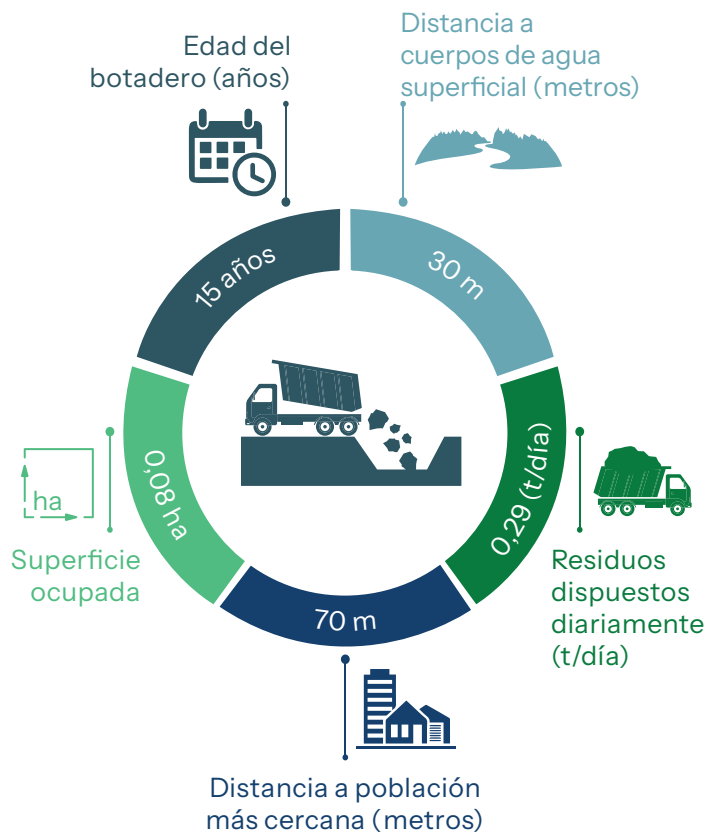 Edad del
botadero (años)
Distancia a
cuerpos de agua
superficial (metros)
15 años
30 m
0,08 ha
0,29 (t/día)
70 m
ha
Superficie
ocupada
Residuos
dispuestos
diariamente
(t/día)
Distancia a población
más cercana (metros)